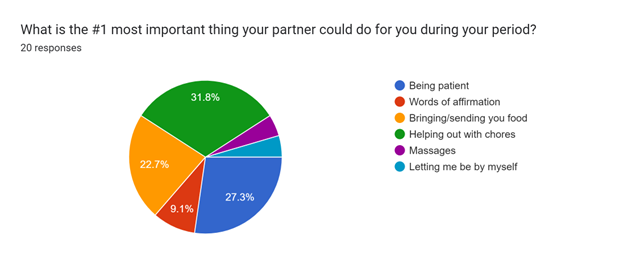 What is the #1 most important thing your partner could do for you during your period?
20 responses
31.8%
22.7%
9.1%
27.3%
Being patient
Words of affirmation
Bringing/sending you food
Helping out with chores
Massages
Letting me be by myself